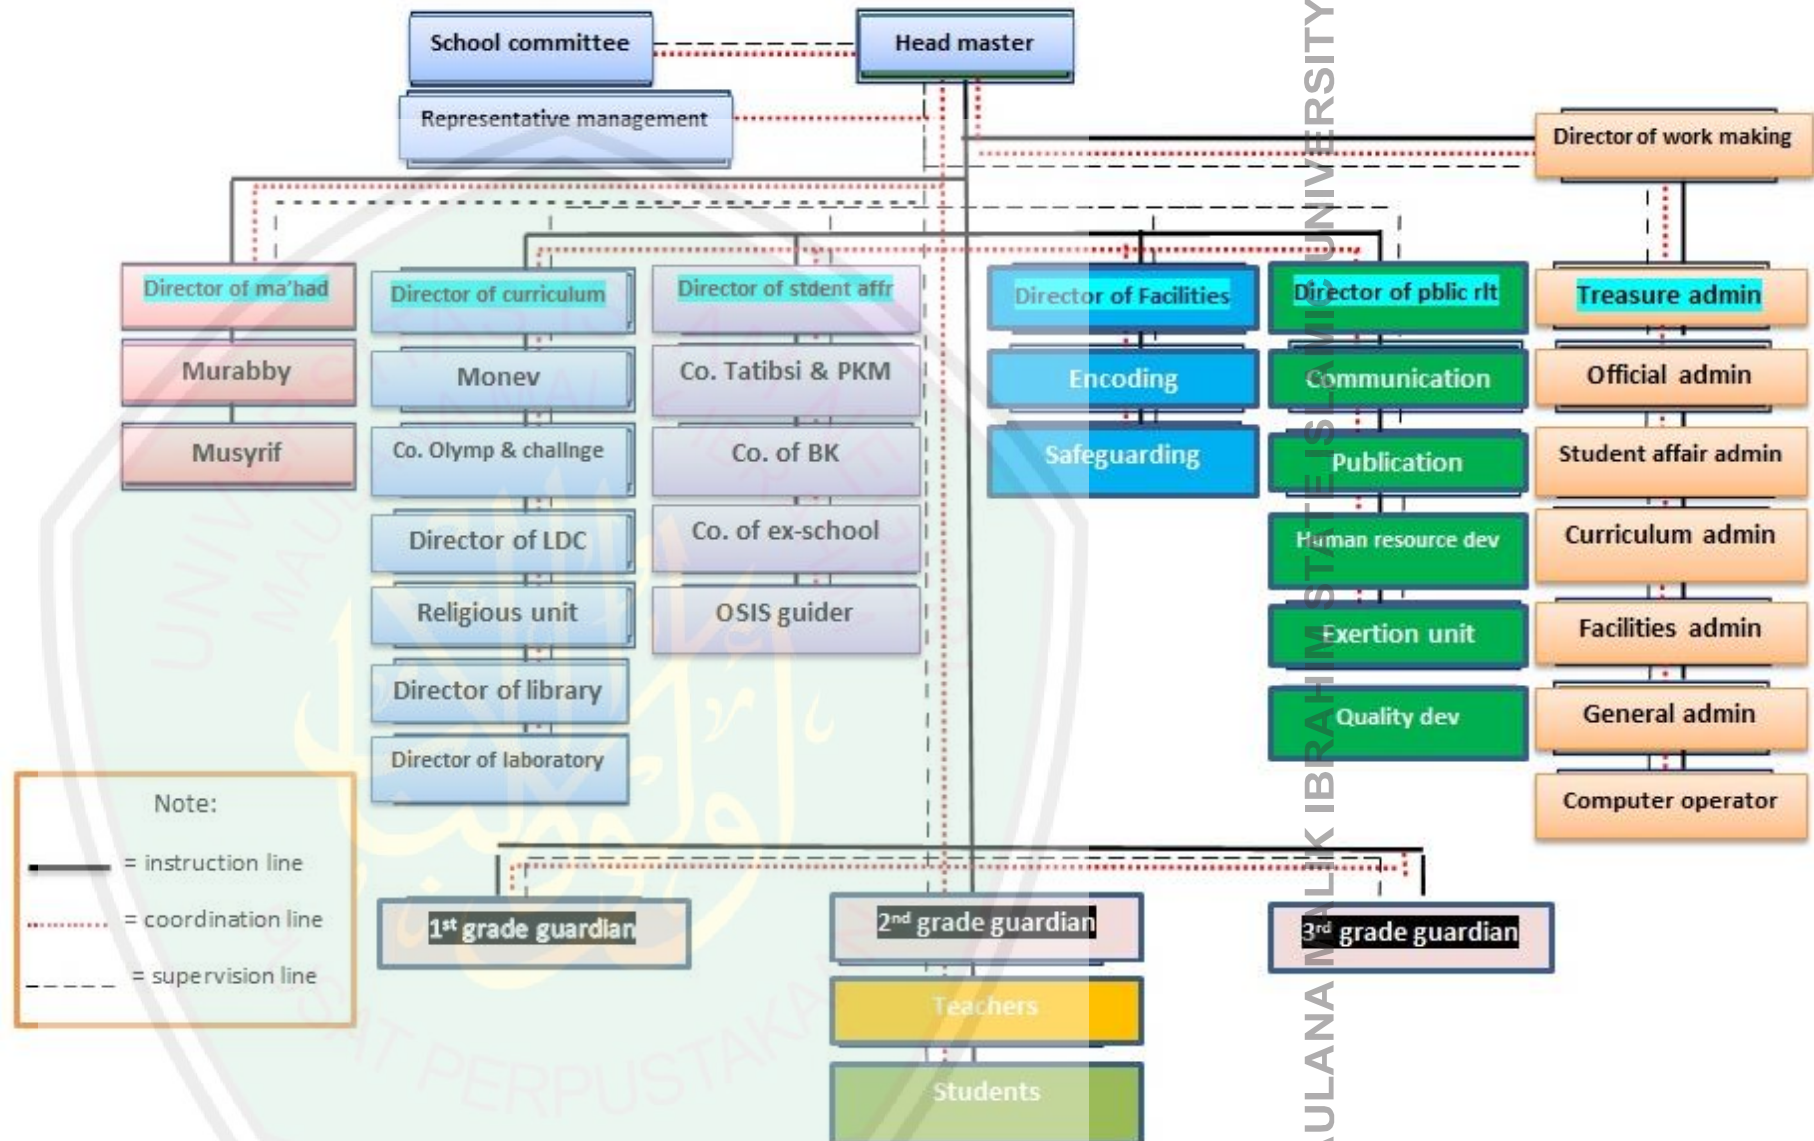 School committee
Head master
Representative management
Director of work making
Director of ma'had
Director of curriculum
Director of stdent affr
Director of Facilities
Director of pblic rlt
Treasure admin
Murabby
Monev
Co. Tatibsi & PKM
Encoding
Communication
Official admin
Musyrif
Co. Olymp & challnge
Co. of BK
Safeguarding
Publication
Student affair admin
Director of LDC
Co. of ex-school
Human resource dev
Curriculum admin
Religious unit
OSIS guider
Exertion unit
Facilities admin
Director of library
Quality dev
General admin
Director of laboratory
Computer operator
Note:
= instruction line
= coordination line
= supervision line
1st grade guardian
2nd grade guardian
3rd grade guardian
Teachers
Students
AULANA MALIK IBRAHIM STATE ISLAMIC UNIVERSITY
PUSAT PERPUSTAKAAN